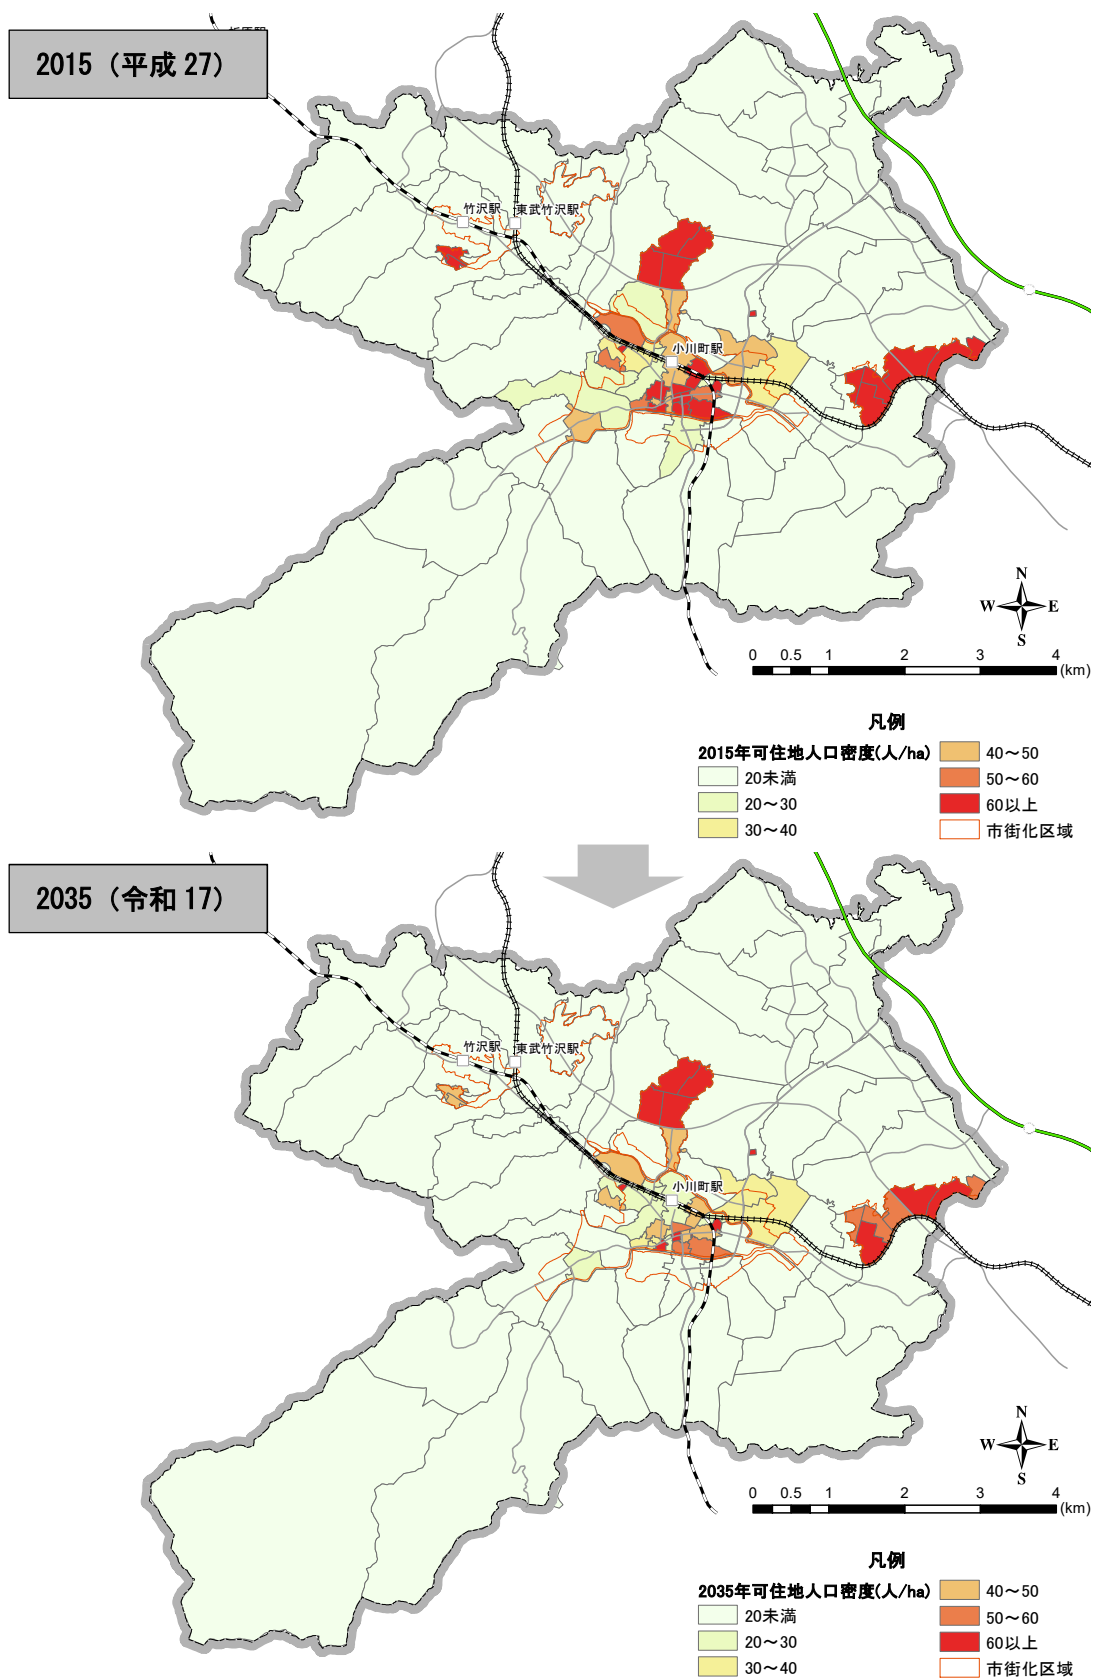 2015（平成 27）
竹沢駅
東武竹沢駅
小川町駅
N
W E
S
0 0.5 1 2 3 4
(km)
凡例
2015年可住地人口密度(人/ha)
20未満
20～30
30～40
40～50
50～60
60以上
市街化区域
2035（令和 17）
竹沢駅
東武竹沢駅
小川町駅
N
W E
S
0 0.5 1 2 3 4
(km)
凡例
2035年可住地人口密度(人/ha)
20未満
20～30
30～40
40～50
50～60
60以上
市街化区域